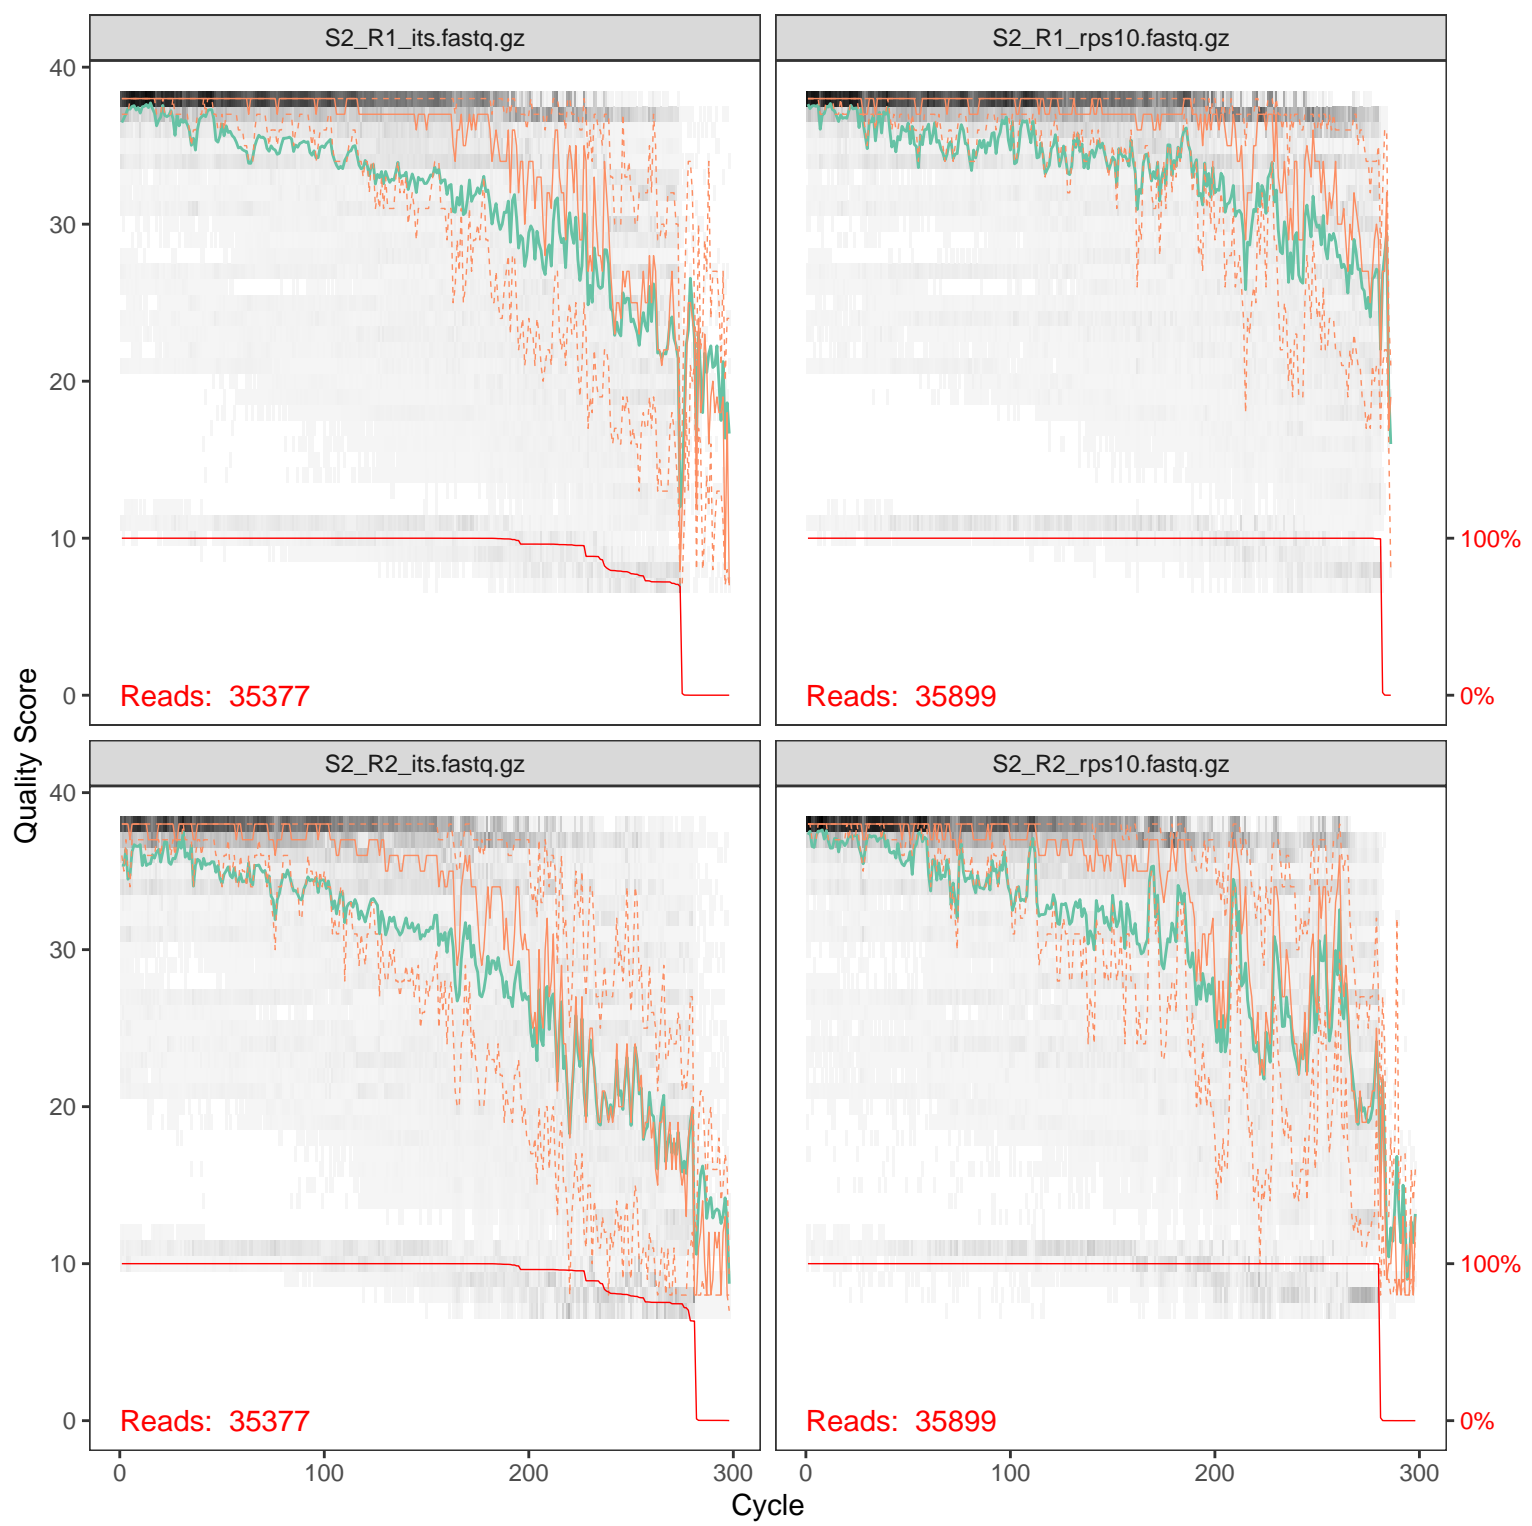 S2_R1_its.fastq.gz
S2_R1_rps10.fastq.gz
40
30
20
10
0
100%
0%
Reads: 35377
Reads: 35899
Quality Score
S2_R2_its.fastq.gz
S2_R2_rps10.fastq.gz
40
30
20
10
0
100%
0%
Reads: 35377
Reads: 35899
0 100 200 300
0 100 200 300
Cycle